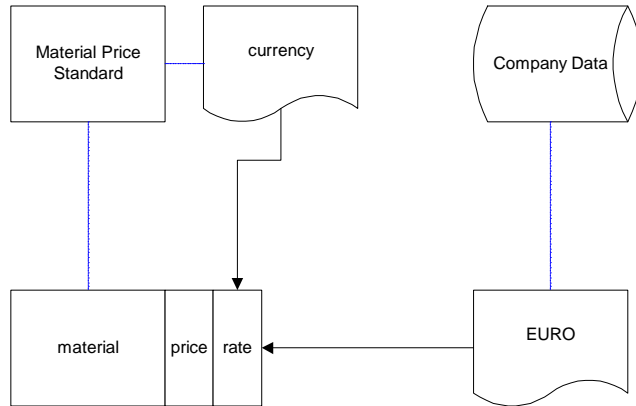 Material Price
Standard
currency
Company Data
material
price
rate
EURO